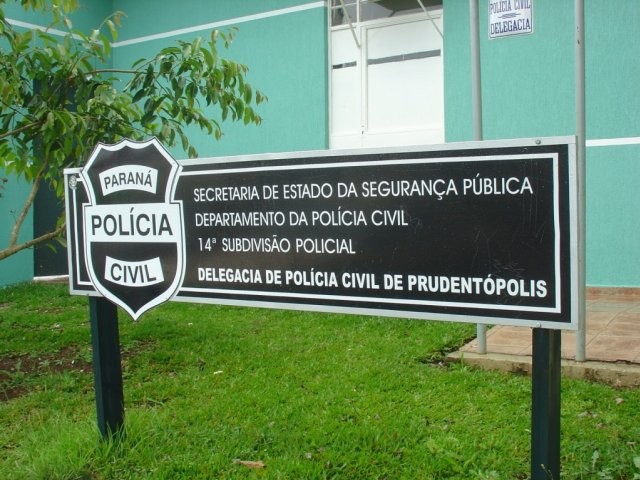 POLÍCIA CIVIL
DELEGACIA
PARANÁ
POLÍCIA
CIVIL
SECRETARIA DE ESTADO DA SEGURANÇA PÚBLICA
DEPARTAMENTO DA POLÍCIA CIVIL
14ª SUBDIVISÃO POLICIAL
DELEGACIA DE POLÍCIA CIVIL DE PRUDENTÓPOLIS